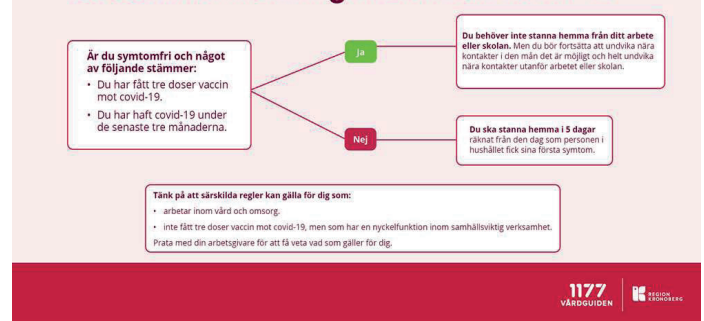 Är du symtomfri och något
av följande stämmer:
• Du har fått tre doser vaccin
mot covid-19.
• Du har haft covid-19 under
de senaste tre månaderna.
Ja
Du behöver inte stanna hemma från ditt arbete
eller skolan. Men du bör fortsätta att undvika nära
kontakter i den mån det är möjligt och helt undvika
nära kontakter utanför arbetet eller skolan.
Nej
Du ska stanna hemma i 5 dagar
räknat från den dag som personen i
hushållet fick sina första symtom.
Tänk på att särskilda regler kan gälla för dig som:
• arbetar inom vård och omsorg.
• inte fått tre doser vaccin mot covid-19, men som har en nyckelfunktion inom samhällsviktig verksamhet.
Prata med din arbetsgivare för att få veta vad som gäller för dig.
1177
VÅRDGUIDEN
REGION
KRONOBERG